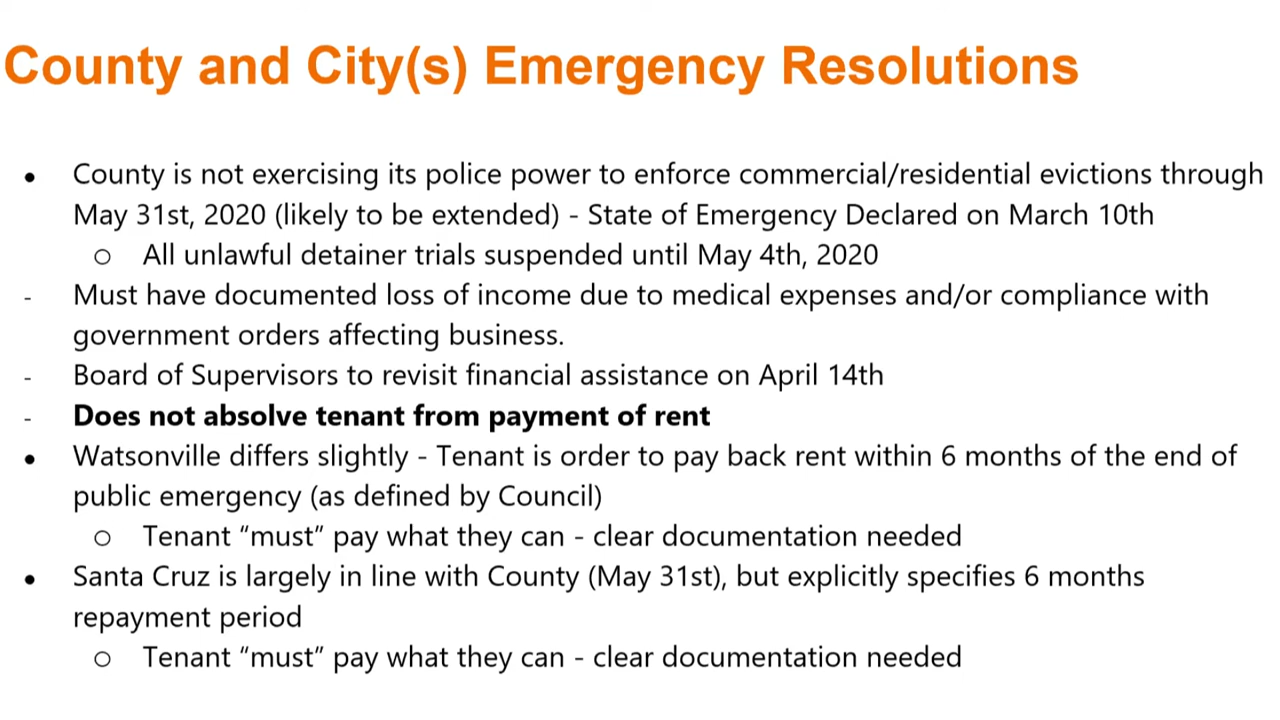 County and City(s) Emergency Resolutions
● County is not exercising its police power to enforce commercial/residential evictions through
May 31st, 2020 (likely to be extended) - State of Emergency Declared on March 10th
○ All unlawful detainer trials suspended until May 4th, 2020
- Must have documented loss of income due to medical expenses and/or compliance with
government orders affecting business.
- Board of Supervisors to revisit financial assistance on April 14th
- Does not absolve tenant from payment of rent
● Watsonville differs slightly - Tenant is order to pay back rent within 6 months of the end of
public emergency (as defined by Council)
○ Tenant “must” pay what they can - clear documentation needed
● Santa Cruz is largely in line with County (May 31st), but explicitly specifies 6 months
repayment period
○ Tenant “must” pay what they can - clear documentation needed